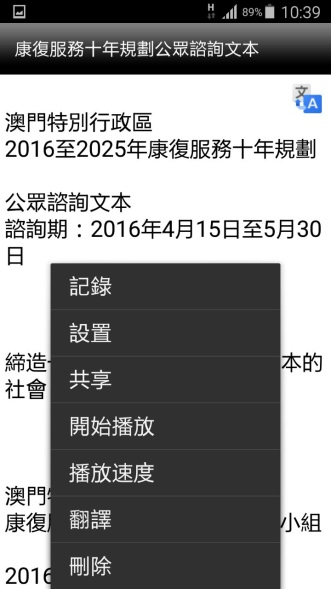 H
89%
10:39
康復服務十年規劃公眾諮詢文本
文A
澳門特別行政區
2016至2025年康復服務十年規劃
公眾諮詢文本
諮詢期：2016年4月15日至5月30
日
記錄
設置
締造
本的
共享
社會
開始播放
播放速度
澳門
翻譯
康復
小組
刪除
2016